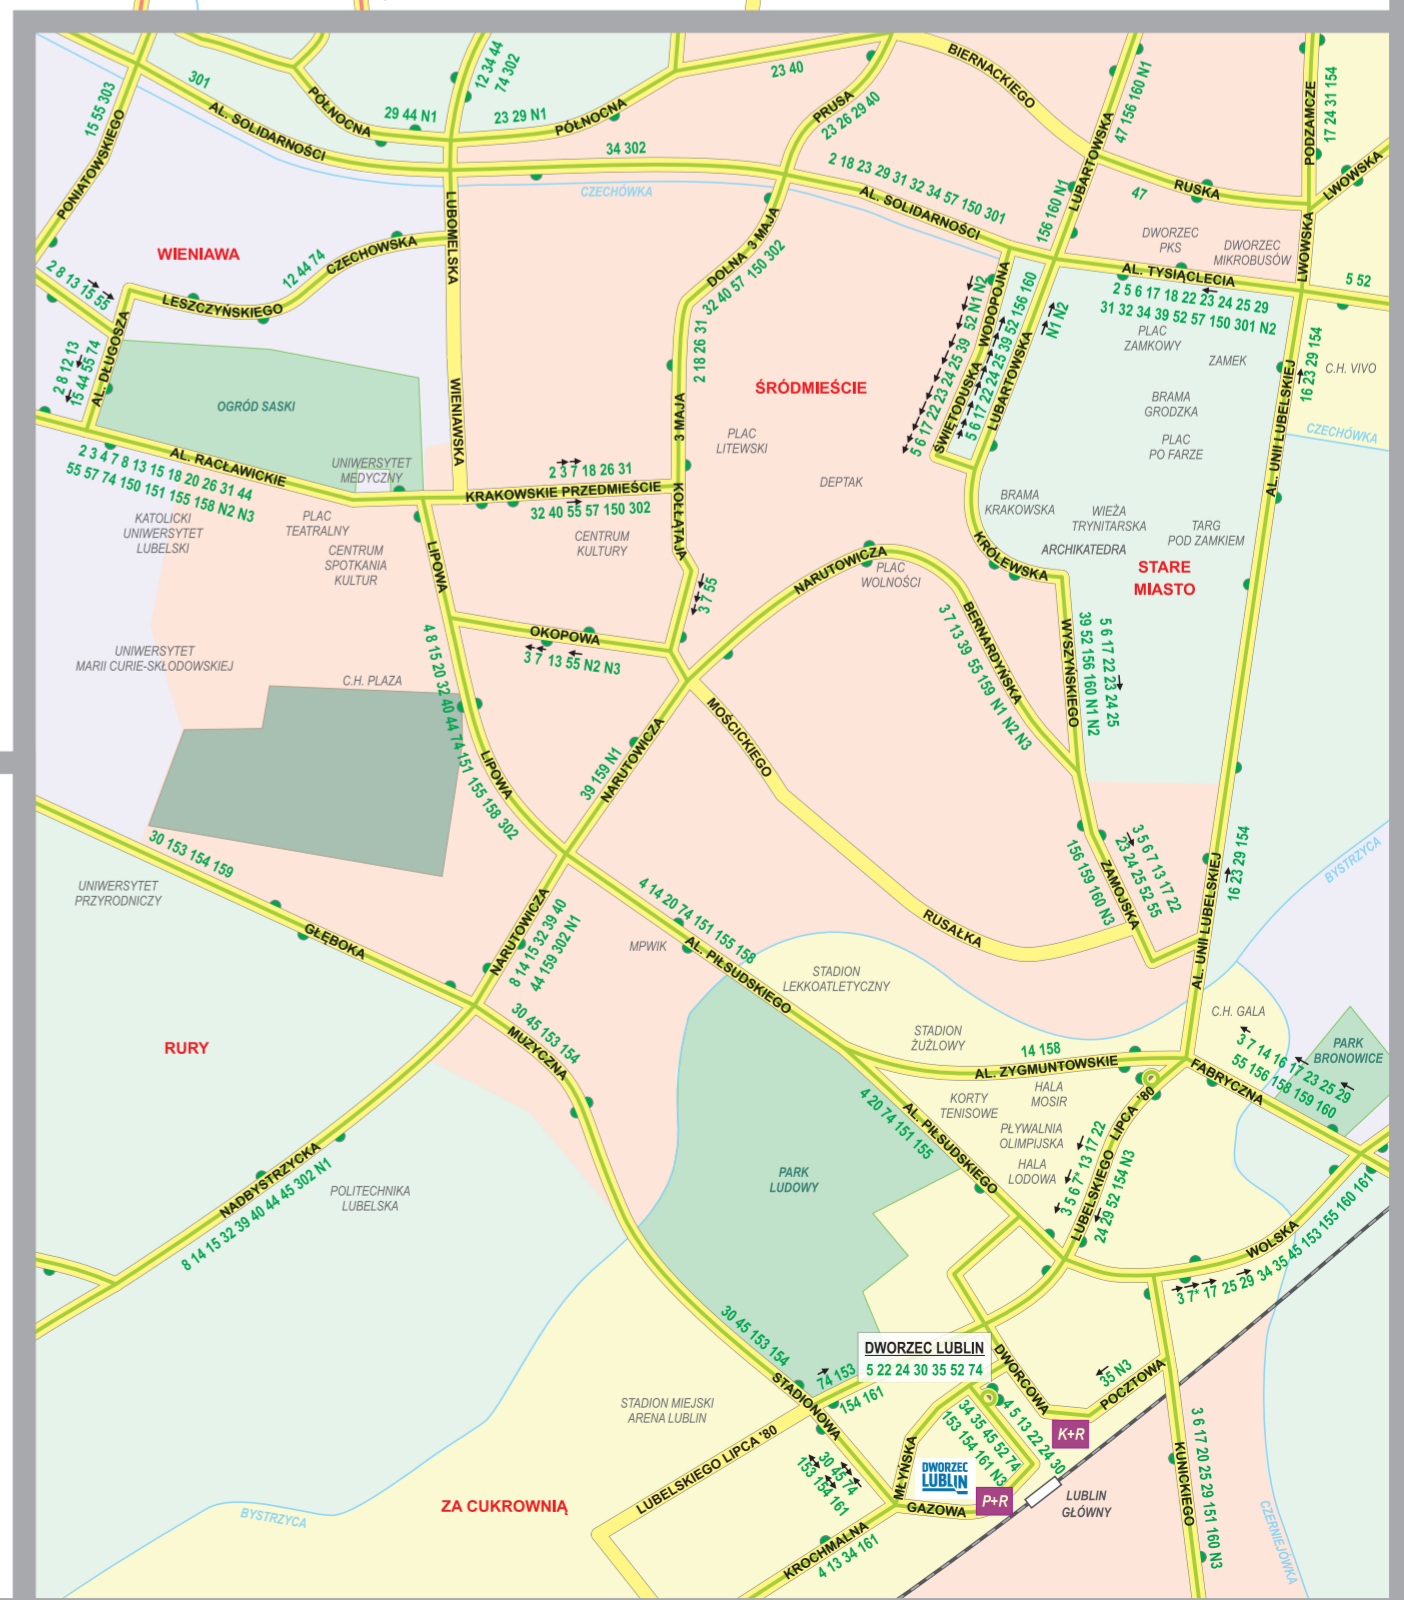 301
PÓŁNOCNA
AL. SOLIDARNOŚCI
15 55 303
PONIATOWSKIEGO
29 44 N1
12 34 44
74 302
23 29 N1
PÓŁNOCNA
23 40
PRUSA
23 26 29 40
BIERNACKIEGO
LUBARTOWSKA
47 156 160 N1
PODZAMCZE
17 24 31 154
LWOWSKA
34 302
CZECHÓWKA
2 18 23 29 31 32 34 57 150 301
AL. SOLIDARNOŚCI
47
RUSKA
156 160 N1
DWORZEC
PKS
DWORZEC
MIKROBUSÓW
LWOWSKA
5 52
WIENIAWA
LUBOMELSKA
CZECHOWSKA
12 44 74
LESZCZYŃSKIEGO
2 8 13 15 55
AL. DŁUGOSZA
2 8 12 13
15 44 55 74
DOLNA 3 MAJA
32 40 57 150 302
2 18 26 31
AL. TYSIĄCLECIA
2 5 6 17 18 22 23 24 25 29
31 32 34 39 52 57 150 301 N2
PLAC
ZAMKOWY
ZAMEK
C.H. VIVO
CZECHÓWKA
16 23 29 154
AL. UNII LUBELSKIEJ
BRAMA
GRODZKA
PLAC
PO FARZE
5 6 17 22 23 24 25 39 52 N1 N2
ŚWIĘTODUSKA
WODOPOJNA
5 6 17 22 24 25 39 52 156 160
LUBARTOWSKA
N1 N2
ŚRÓDMIEŚCIE
OGRÓD SASKI
WIENIAWSKA
3 MAJA
PLAC
LITEWSKI
DEPTAK
AL. RACŁAWICKIE
2 3 4 7 8 13 15 18 20 26 31 44
55 57 74 150 151 155 158 N2 N3
UNIWERSYTET
MEDYCZNY
2 3 7 18 26 31
KRAKOWSKIE PRZEDMIEŚCIE
32 40 55 57 150 302
KOŁŁĄTAJA
CENTRUM
KULTURY
KATOLICKI
UNIWERSYTET
LUBELSKI
PLAC
TEATRALNY
CENTRUM
SPOTKANIA
KULTUR
LIPOWA
BRAMA
KRAKOWSKA
WIEŻA
TRYNITARSKA
TARG
POD ZAMKIEM
ARCHIKATEDRA
KRÓLEWSKA
STARE
MIASTO
NARUTOWICZA
PLAC
WOLNOŚCI
3 7 55
OKOPOWA
3 7 13 55 N2 N3
BERNARDYŃSKA
3 7 13 39 55 159 N1 N2 N3
WYSZYŃSKIEGO
5 6 17 22 23 24 25
39 52 156 160 N1 N2
UNIWERSYTET
MARII CURIE-SKŁODOWSKIEJ
C.H. PLAZA
4 8 15 20 32 40 44 74 151 155 158 302
LIPOWA
39 159 N1
NARUTOWICZA
MOŚCICKIEGO
RUSAŁKA
30 153 154 159
UNIWERSYTET
PRZYRODNICZY
GŁĘBOKA
NARUTOWICZA
8 14 15 32 39 40
44 159 302 N1
4 14 20 74 151 155 158
AL. PIŁSUDSKIEGO
MPWIK
3 5 6 7 13 17 22
23 24 25 52 55
ZAMOJSKA
156 159 160 N3
AL. UNII LUBELSKIEJ
16 23 29 154
BYSTRZYCA
STADION
LEKKOATLETYCZNY
STADION
ŻUŻLOWY
C.H. GALA
PARK
BRONOWICE
RURY
30 45 153 154
MUZYCZNA
14 158
AL. ZYGMUNTOWSKIE
3 7 14 16 17 23 25 29
55 156 158 159 160
FABRYCZNA
KORTY
TENISOWE
HALA
MOSIR
PŁYWALNIA
OLIMPIJSKA
HALA
LODOWA
4 20 74 151 155
AL. PIŁSUDSKIEGO
LUBELSKIEGO LIPCA '80
3 5 6 7* 13 17 22
24 29 52 154 N3
NADBYSTRZYCKA
8 14 15 32 39 40 44 45 302 N1
POLITECHNIKA
LUBELSKA
PARK
LUDOWY
WOLSKA
3 7* 17 25 29 34 35 45 153 155 160 161
30 45 153 154
STADIONOWA
74 153
154 161
DWORZEC LUBLIN
5 22 24 30 35 52 74
DWORCOWA
35 N3
POCZTOWA
STADION MIEJSKI
ARENA LUBLIN
LUBELSKIEGO LIPCA '80
30 45 74
153 154 161
MŁYŃSKA
34 35 45 52 74
153 154 161 N3
4 5 13 22 24 30
K+R
DWORZEC
LUBLIN
P+R
GAZOWA
LUBLIN
GŁÓWNY
KUNICKIEGO
3 6 17 20 25 29 151 160 N3
ZA CUKROWNIĄ
BYSTRZYCA
KROCHMALNA
4 13 34 161
CZERNIEJÓWKA